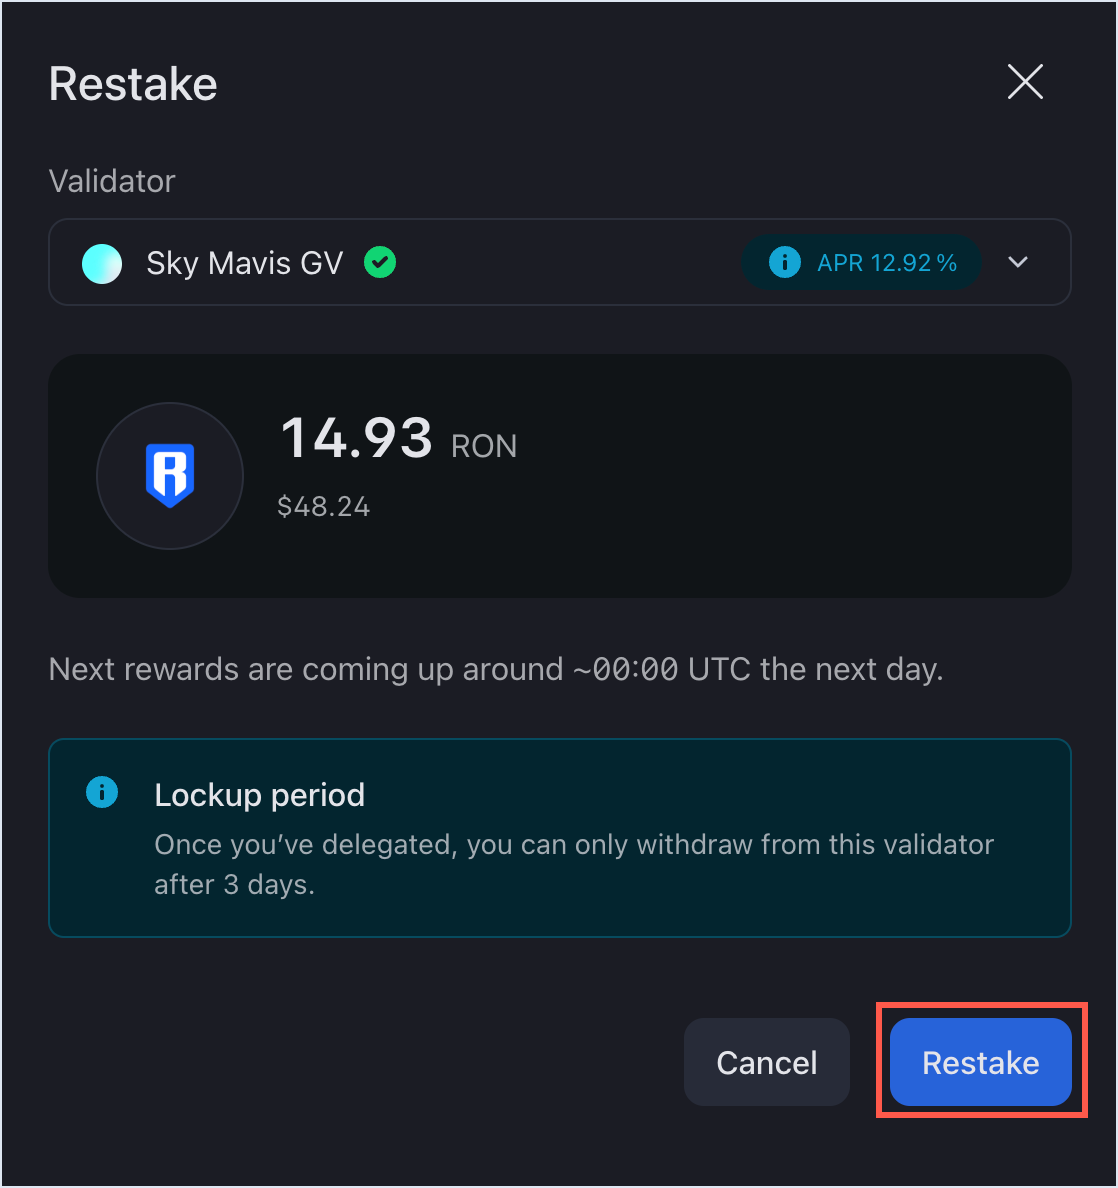 Restake
Validator
Sky Mavis GV
APR 12.92%
14.93 RON
$48.24
Next rewards are coming up around ~00:00 UTC the next day.
Lockup period
Once you’ve delegated, you can only withdraw from this validator
after 3 days.
Cancel
Restake